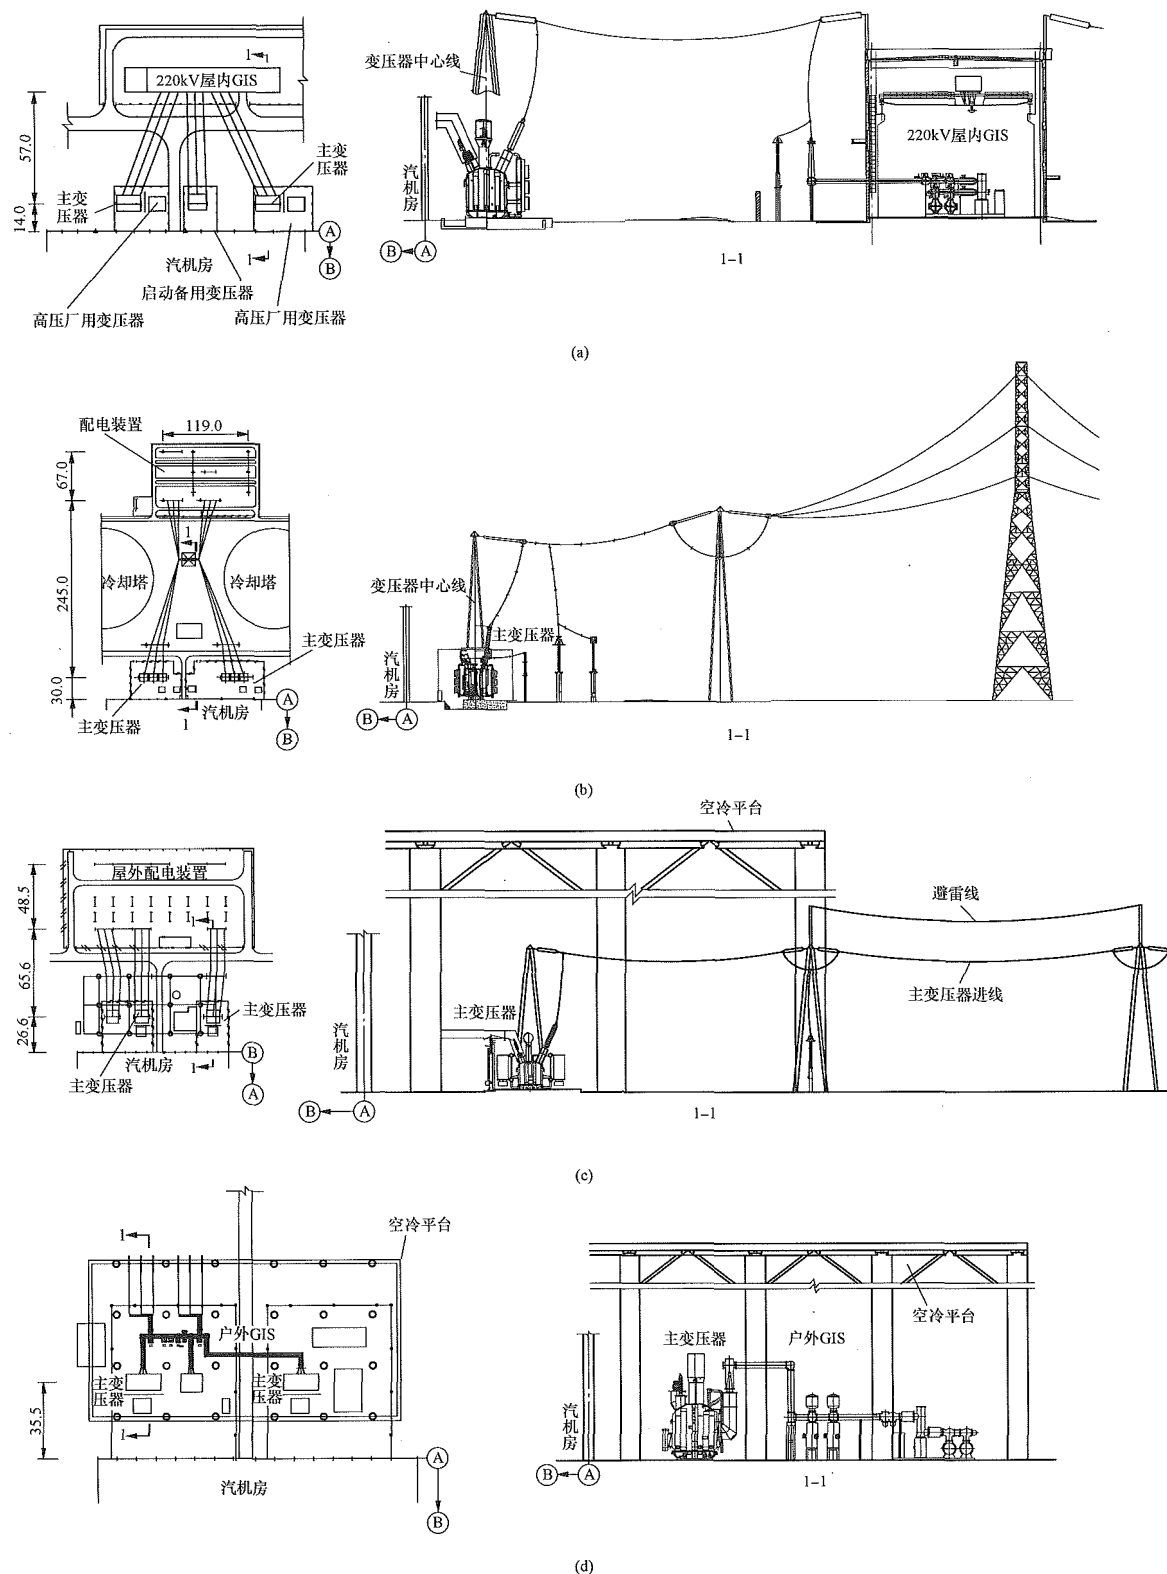 1
220kV屋内GIS
57.0
14.0
主变
压器
主变
压器
A
B
汽机房
1
启动备用变压器
高压厂用变压器
高压厂用变压器
变压器中心线
汽机房
220kV屋内GIS
B
A
1-1
(a)
配电装置
119.0
67.0
245.0
30.0
1
冷却塔
冷却塔
主变压器
主变压器
汽机房
1
A
B
变压器中心线
主变压器
汽机房
B
A
1-1
(b)
屋外配电装置
48.5
65.6
26.6
1
主变压器
汽机房
主变压器
1
B
A
空冷平台
避雷线
主变压器进线
主变压器
汽机房
B
A
1-1
(c)
空冷平台
1
户外GIS
主变
压器
主变
压器
35.5
1
汽机房
A
B
空冷平台
主变压器
户外GIS
汽机房
B
A
1-1
(d)